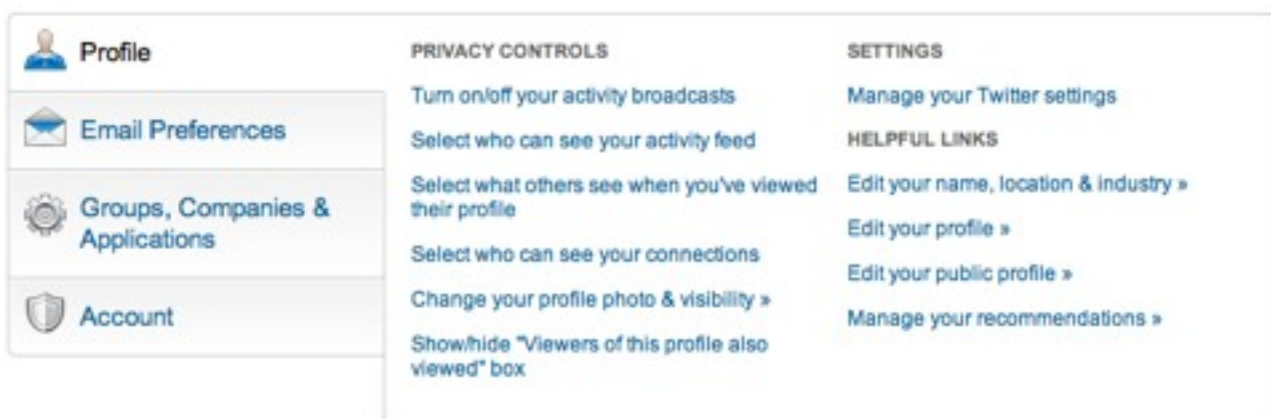 Profile
Email Preferences
Groups, Companies &
Applications
Account
PRIVACY CONTROLS
Turn on/off your activity broadcasts
Select who can see your activity feed
Select what others see when you've viewed
their profile
Select who can see your connections
Change your profile photo & visibility »
Show/hide "Viewers of this profile also
viewed" box
SETTINGS
Manage your Twitter settings
HELPFUL LINKS
Edit your name, location & industry »
Edit your profile »
Edit your public profile »
Manage your recommendations »